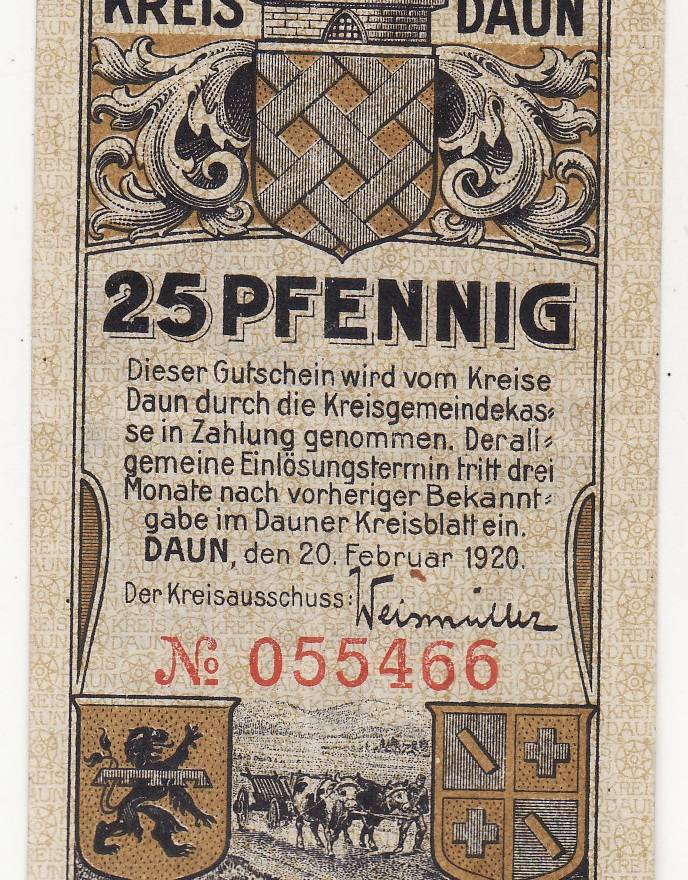 KREIS DAUN
25 PFENNIG
Dieser Gutschein wird vom Kreise
Daun durch die Kreisgemeindekas=
se in Zahlung genommen. Der all=
gemeine Einlösungstermin tritt drei
Monate nach vorheriger Bekannt=
gabe im Dauner Kreisblatt ein.
DAUN, den 20. Februar 1920.
Der Kreisausschuss: Weismüller
№ 055466